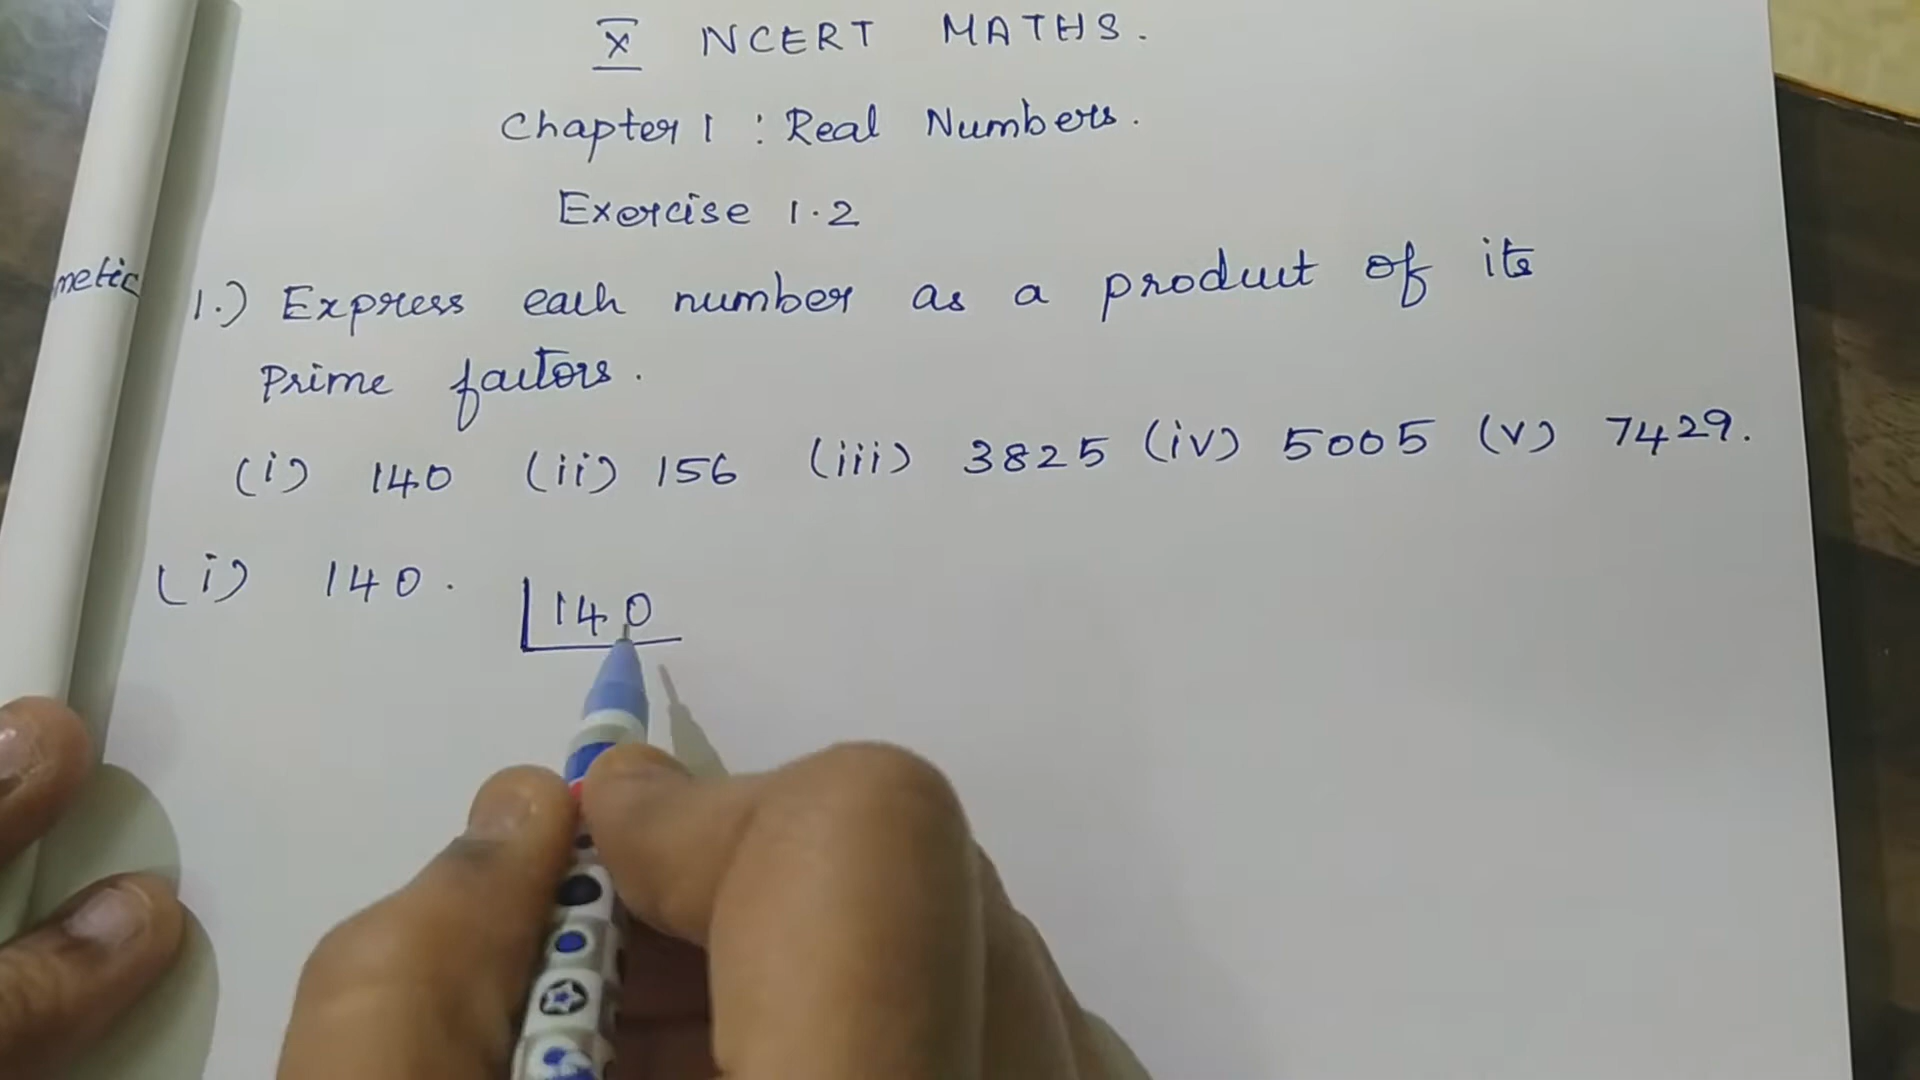 X NCERT MATHS.
Chapter 1 : Real Numbers.
Exercise 1.2
metic
1.) Express each number as a product of its
Prime factors.
(i) 140 (ii) 156 (iii) 3825 (iv) 5005 (v) 7429.
(i) 140.
140